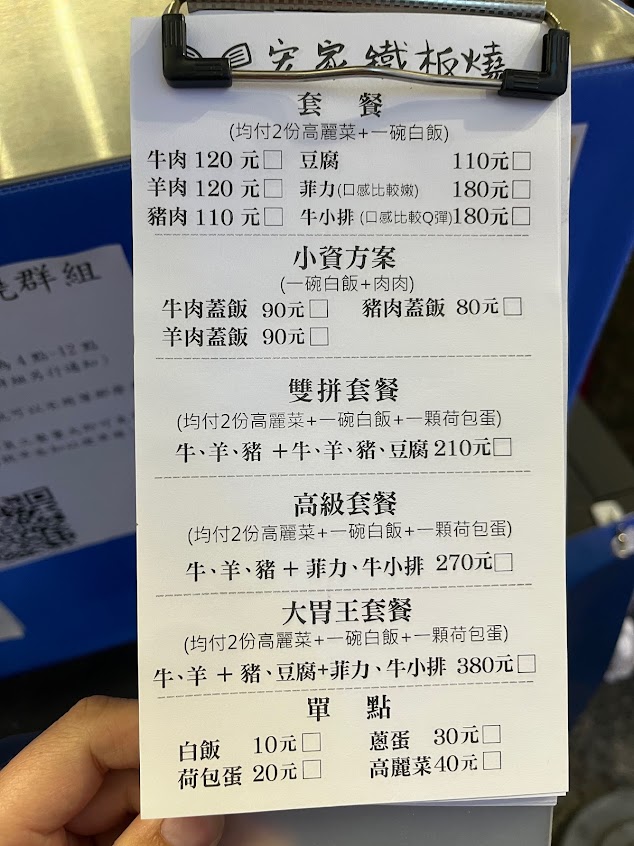 宏家鐵板燒
套 餐
(均付2份高麗菜+一碗白飯)
牛肉 120 元□ 豆腐 110元□
羊肉 120 元□ 菲力(口感比較嫩) 180元□
豬肉 110 元□ 牛小排 (口感比較Q彈)180元□
小資方案
(一碗白飯+肉肉)
牛肉蓋飯 90元□ 豬肉蓋飯 80元□
羊肉蓋飯 90元□
雙拼套餐
(均付2份高麗菜+一碗白飯+一顆荷包蛋)
牛、羊、豬 +牛、羊、豬、豆腐 210元□
高級套餐
(均付2份高麗菜+一碗白飯+一顆荷包蛋)
牛、羊、豬 + 菲力、牛小排 270元□
大胃王套餐
(均付2份高麗菜+一碗白飯+一顆荷包蛋)
牛、羊 + 豬、豆腐+菲力、牛小排 380元□
單 點
白飯 10元□ 蔥蛋 30元□
荷包蛋 20元□ 高麗菜40元□
群組
4 點-12 點